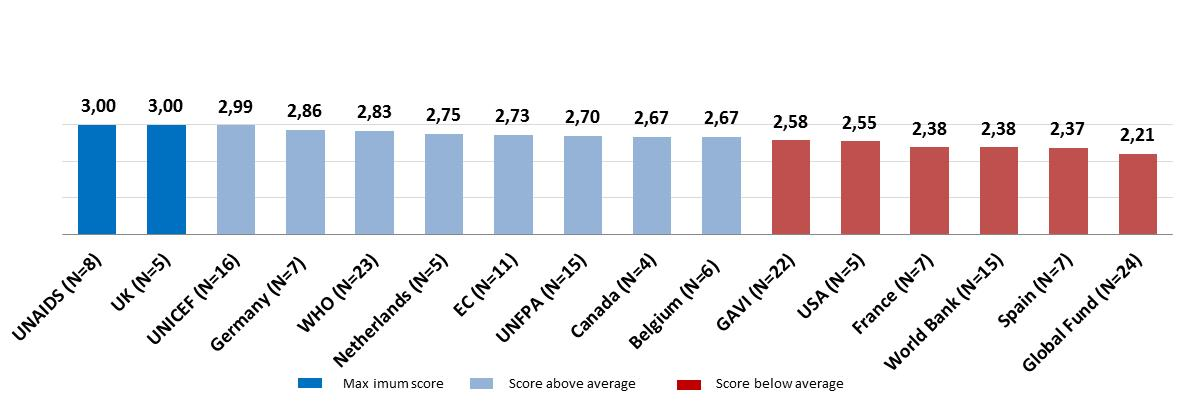 3,00
3,00
2,99
2,86
2,83
2,75
2,73
2,70
2,67
2,67
2,58
2,55
2,38
2,38
2,37
2,21
UNAIDS (N=8)
UK (N=5)
UNICEF (N=16)
Germany (N=7)
WHO (N=23)
Netherlands (N=5)
EC (N=11)
UNFPA (N=15)
Canada (N=4)
Belgium (N=6)
GAVI (N=22)
USA (N=5)
France (N=7)
World Bank (N=15)
Spain (N=7)
Global Fund (N=24)
Max imum score
Score above average
Score below average